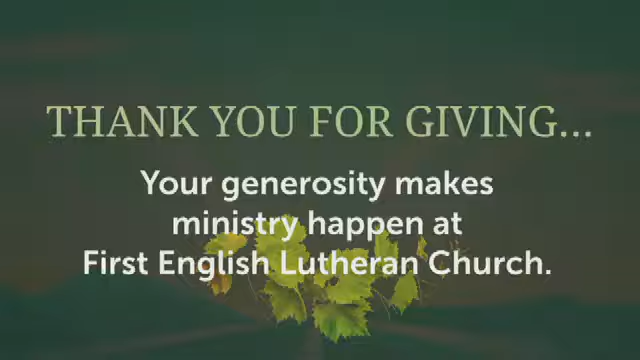 THANK YOU FOR GIVING...
Your generosity makes
ministry happen at
First English Lutheran Church.